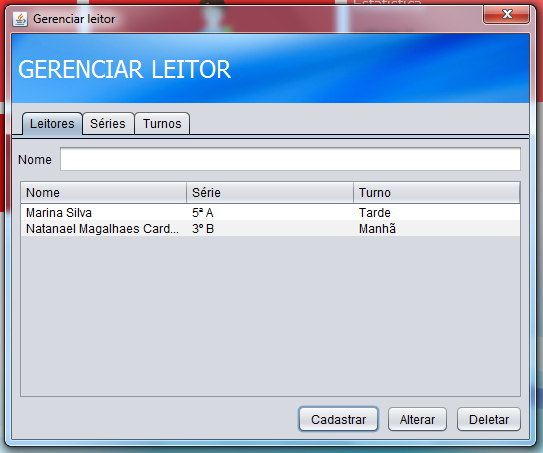 Estatística
Gerenciar leitor
GERENCIAR LEITOR
Leitores Séries Turnos
Nome
Nome Série Turno
Marina Silva 5ª A Tarde
Natanael Magalhaes Card... 3º B Manhã
Cadastrar Alterar Deletar